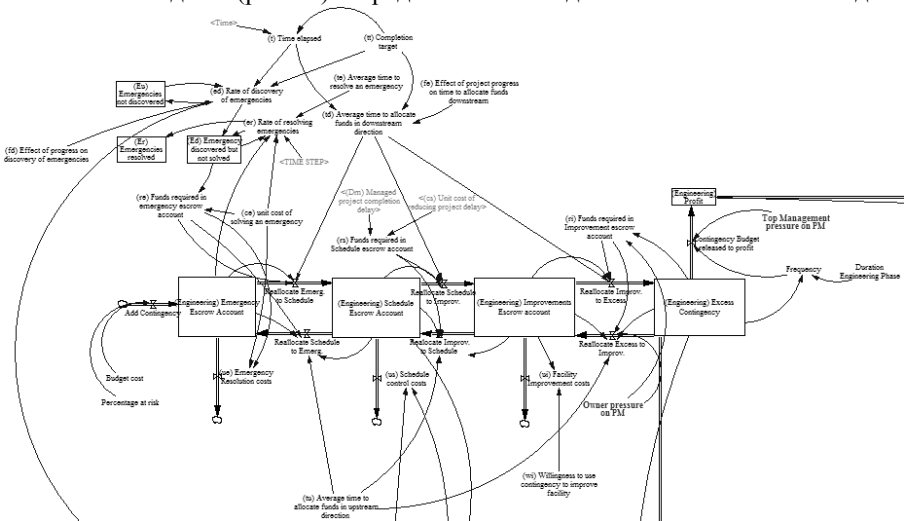 <Time>
(t) Time elapsed
(tt) Completion
target
(Eu)
Emergencies
not discovered
(ed) Rate of discovery
of emergencies
(te) Average time to
resolve an emergency
(fe) Effect of project progress
on time to allocate funds
downstream
(td) Average time to allocate
funds in downstream
direction
(er) Rate of resolving
emergencies
(Er)
Emergencies
resolved
(Ed) Emergency
discovered but
not solved
(fd) Effect of progress on
discovery of emergencies
<TIME STEP>
(re) Funds required in
emergency escrow
account
(ce) unit cost of
solving an emergency
<(Dm) Managed
project completion
delay>
<(cs) Unit cost of
reducing project delay>
(rs) Funds required in
Schedule escrow account
(ri) Funds required in
Improvement escrow
account
(Engineering)
Profit
Top Management
pressure on PM
Contingency Budget
released to profit
Frequency
Duration
Engineering Phase
Add Contingency
(Engineering) Emergency
Escrow Account
Reallocate Emerg.
to Schedule
(Engineering) Schedule
Escrow Account
Reallocate Schedule
to Improv.
(Engineering) Improvements
Escrow account
Reallocate Improv.
to Excess
(Engineering) Excess
Contingency
Reallocate Schedule
to Emerg.
Reallocate Improv.
to Schedule
Reallocate Excess to
Improv.
Budget cost
Percentage at risk
(ue) Emergency
Resolution costs
(us) Schedule
control costs
(ui) Facility
Improvement costs
Owner pressure
on PM
(tu) Average time to
allocate funds in upstream
direction
(wi) Willingness to use
contingency to improve
facility